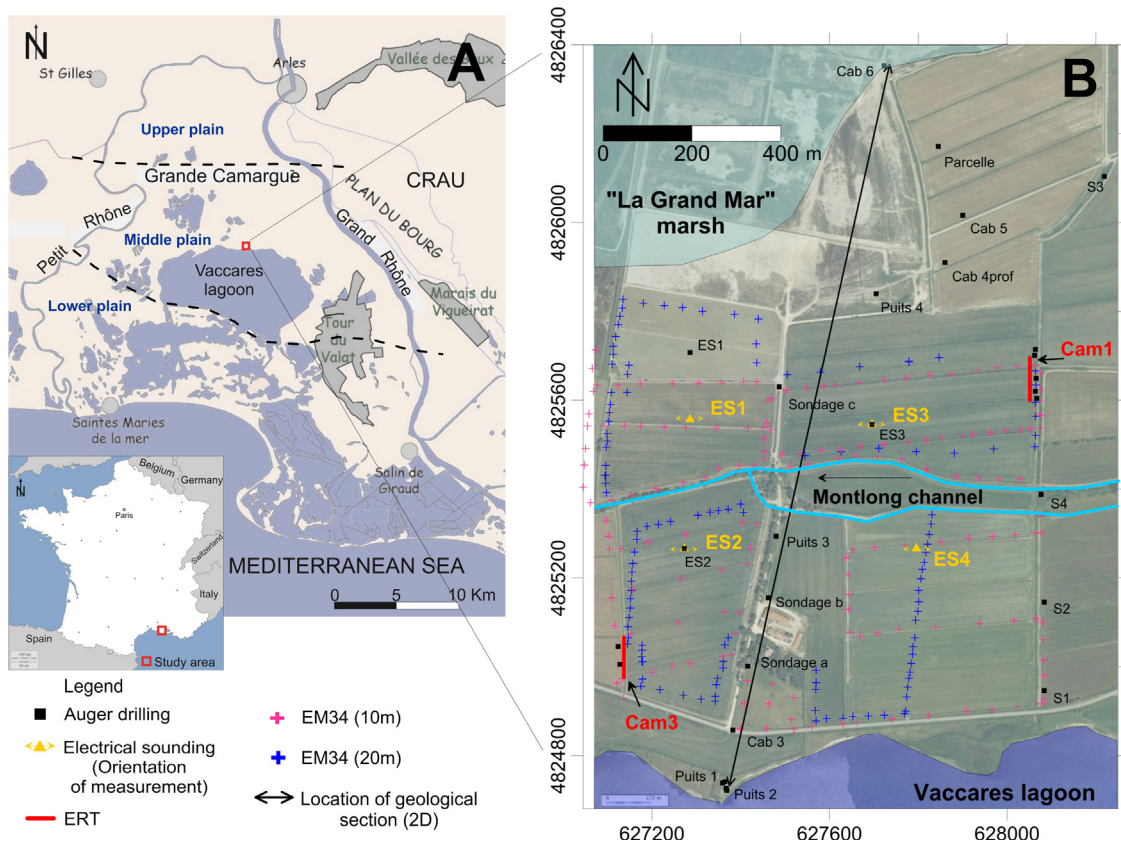 N
A
St Gilles
Arles
Vallée des
Upper plain
Grande Camargue
CRAU
PLAN DU BOURG
Petit Rhône
Middle plain
Grand Rhône
Vaccares
lagoon
Lower plain
Marais du
Vigueirat
Tour
du
Valat
Saintes Maries
de la mer
Salin de
Giraud
MEDITERRANEAN SEA
0 5 10 Km
N
Belgium
Germany
Paris
Switzerland
Italy
Spain
Study area
Legend
Auger drilling
Electrical sounding
(Orientation
of measurement)
ERT
EM34 (10m)
EM34 (20m)
Location of geological
section (2D)
B
N
0 200 400 m
4826400
4826000
4825600
4825200
4824800
627200 627600 628000
Cab 6
"La Grand Mar"
marsh
Parcelle
S3
Cab 5
Cab 4prof
Puits 4
ES1
Cam1
Sondage c
ES1
ES3
ES3
Montlong channel
S4
ES2
ES2
Puits 3
ES4
Sondage b
S2
Sondage a
S1
Cam3
Cab 3
Puits 1
Puits 2
Vaccares lagoon